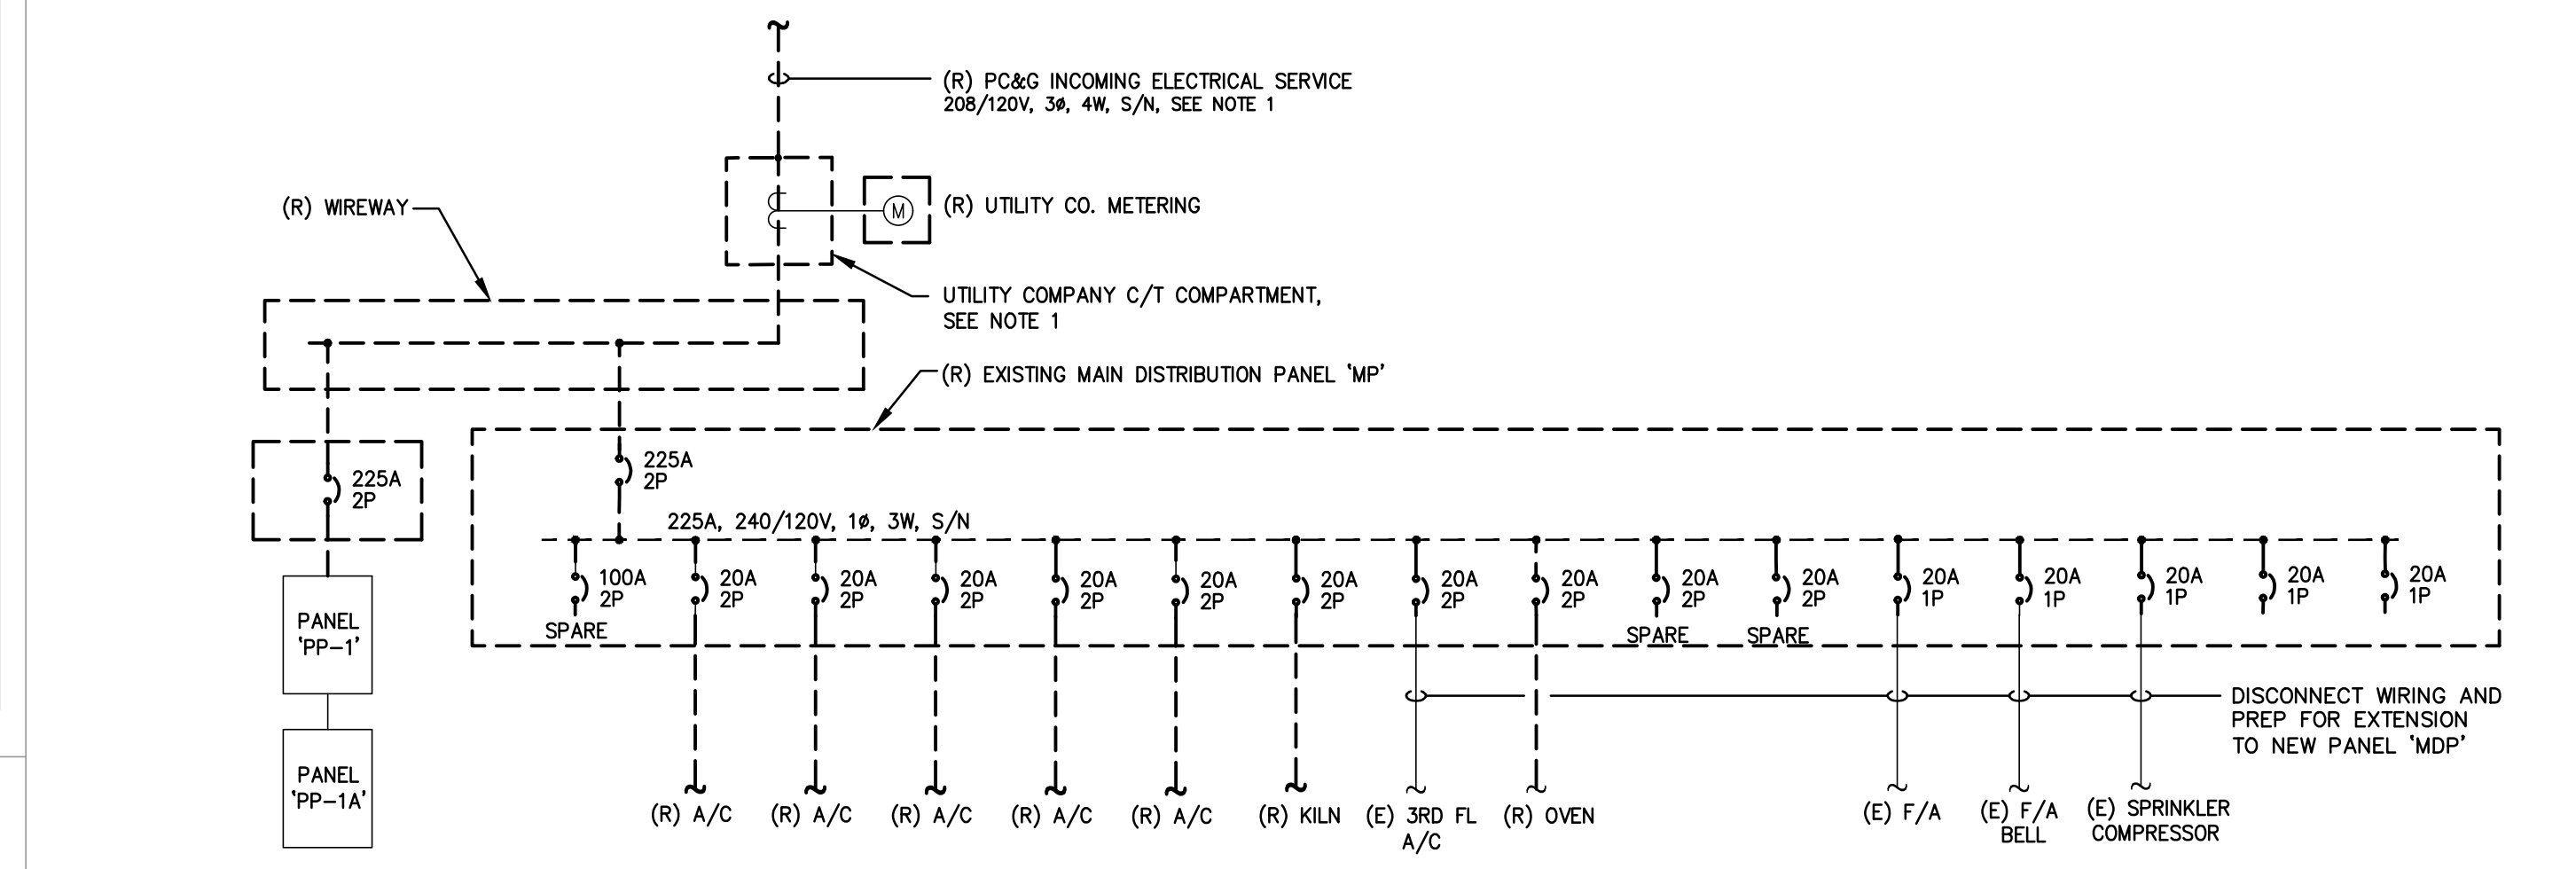 (R) PC&G INCOMING ELECTRICAL SERVICE
208/120V, 3ø, 4W, S/N, SEE NOTE 1
(R) WIREWAY
M
(R) UTILITY CO. METERING
UTILITY COMPANY C/T COMPARTMENT,
SEE NOTE 1
(R) EXISTING MAIN DISTRIBUTION PANEL 'MP'
225A
2P
225A
2P
225A, 240/120V, 1ø, 3W, S/N
100A
2P
SPARE
20A
2P
20A
2P
20A
2P
20A
2P
20A
2P
20A
2P
20A
2P
20A
2P
20A
2P
SPARE
20A
2P
SPARE
20A
1P
20A
1P
20A
1P
20A
1P
20A
1P
PANEL
'PP-1'
PANEL
'PP-1A'
DISCONNECT WIRING AND
PREP FOR EXTENSION
TO NEW PANEL 'MDP'
(R) A/C
(R) A/C
(R) A/C
(R) A/C
(R) A/C
(R) KILN
(E) 3RD FL
A/C
(R) OVEN
(E) F/A
(E) F/A
BELL
(E) SPRINKLER
COMPRESSOR